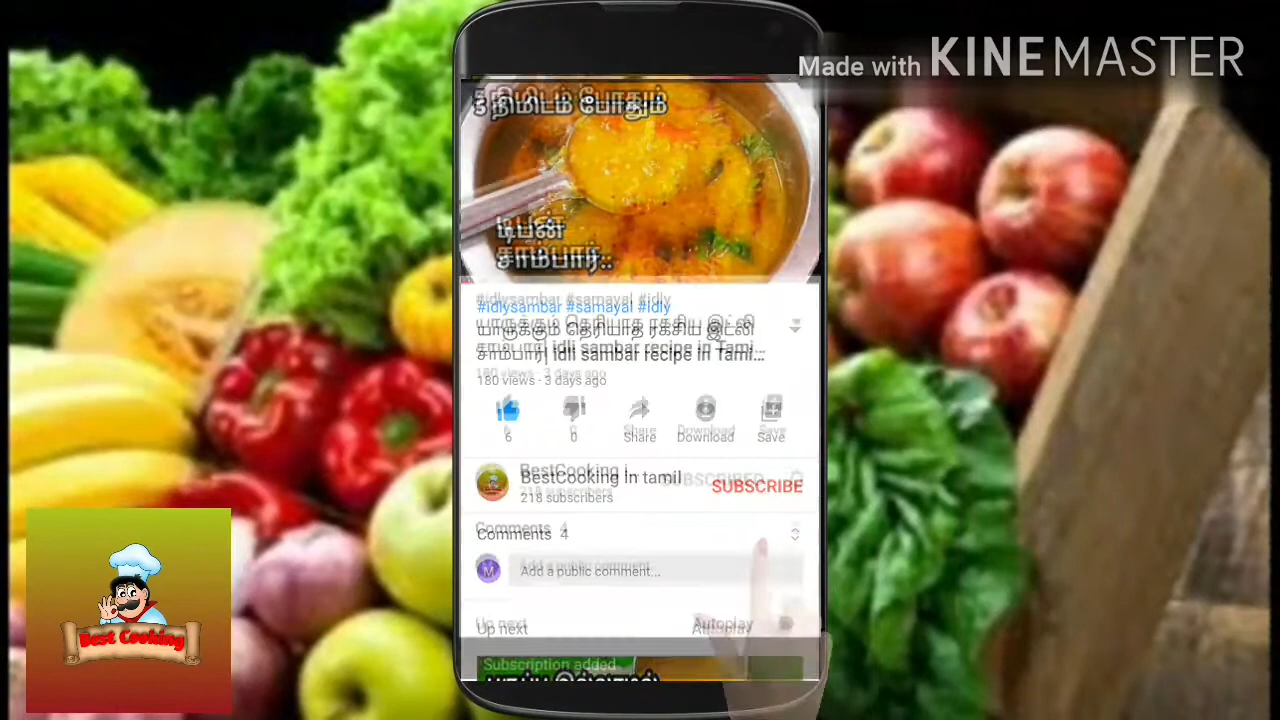 Made with KINEMASTER
5 நிமிடம் போதும்
டிபன்
சாம்பார்..
#idlysambar #samayal #idly
யாருக்கும் தெரியாத ரகசிய இட்லி
சாம்பார்| idli sambar recipe in Tami...
180 views · 3 days ago
6
0
Share
Download
Save
BestCooking in tamil
SUBSCRIBED
SUBSCRIBE
218 subscribers
Comments 4
M
Add a public comment...
Up next
Autoplay
Subscription added
Best Cooking